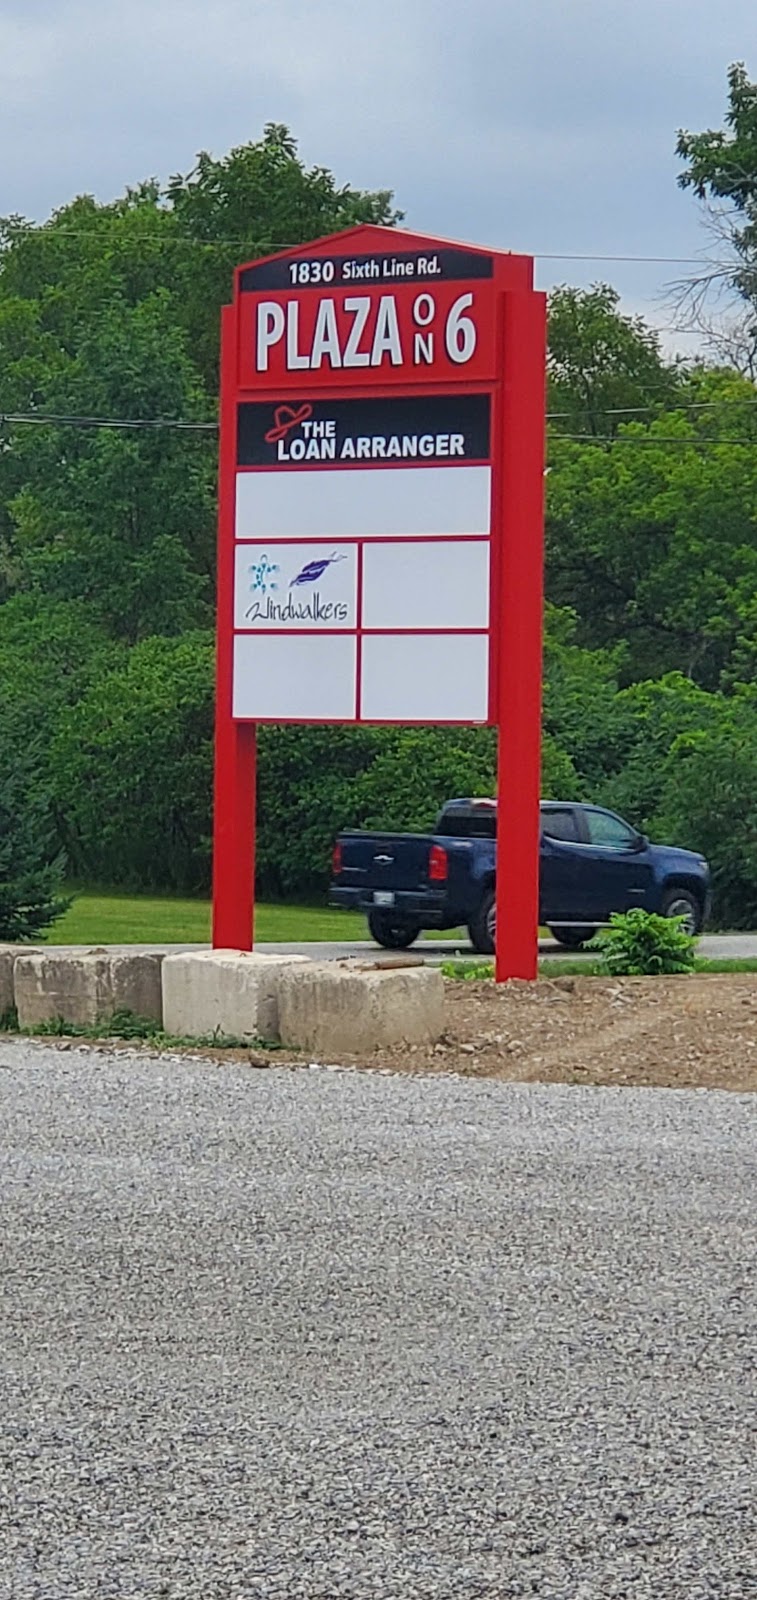 1830 Sixth Line Rd.
PLAZA ON 6
THE
LOAN ARRANGER
Windwalkers